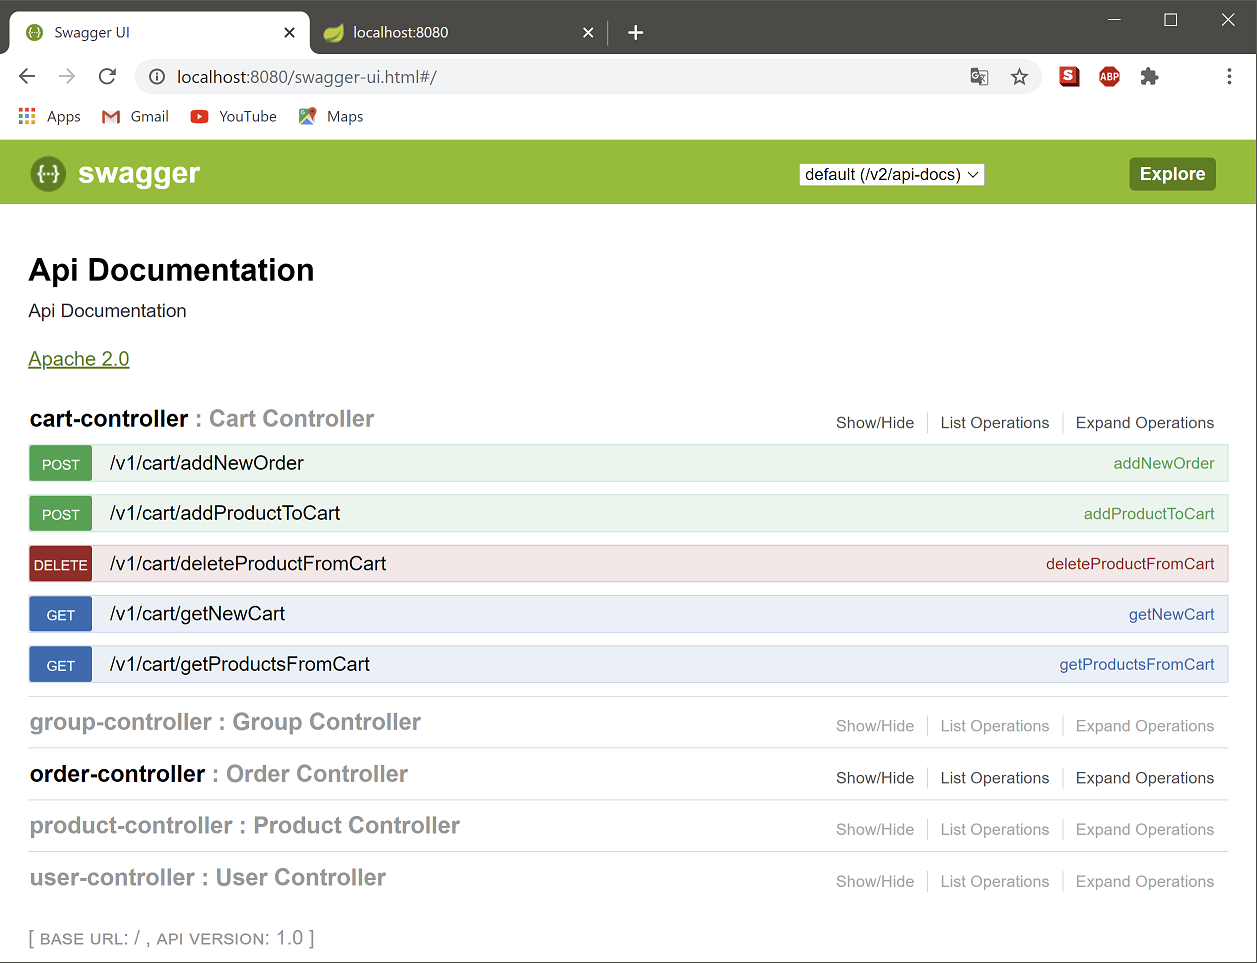 Swagger UI
localhost:8080
localhost:8080/swagger-ui.html#/
G
S
ABP
Apps
Gmail
YouTube
Maps
{··} swagger
default (/v2/api-docs)
Explore
Api Documentation
Api Documentation
Apache 2.0
cart-controller : Cart Controller
Show/Hide
List Operations
Expand Operations
POST /v1/cart/addNewOrder addNewOrder
POST /v1/cart/addProductToCart addProductToCart
DELETE /v1/cart/deleteProductFromCart deleteProductFromCart
GET /v1/cart/getNewCart getNewCart
GET /v1/cart/getProductsFromCart getProductsFromCart
group-controller : Group Controller
Show/Hide
List Operations
Expand Operations
order-controller : Order Controller
Show/Hide
List Operations
Expand Operations
product-controller : Product Controller
Show/Hide
List Operations
Expand Operations
user-controller : User Controller
Show/Hide
List Operations
Expand Operations
[ BASE URL: / , API VERSION: 1.0 ]